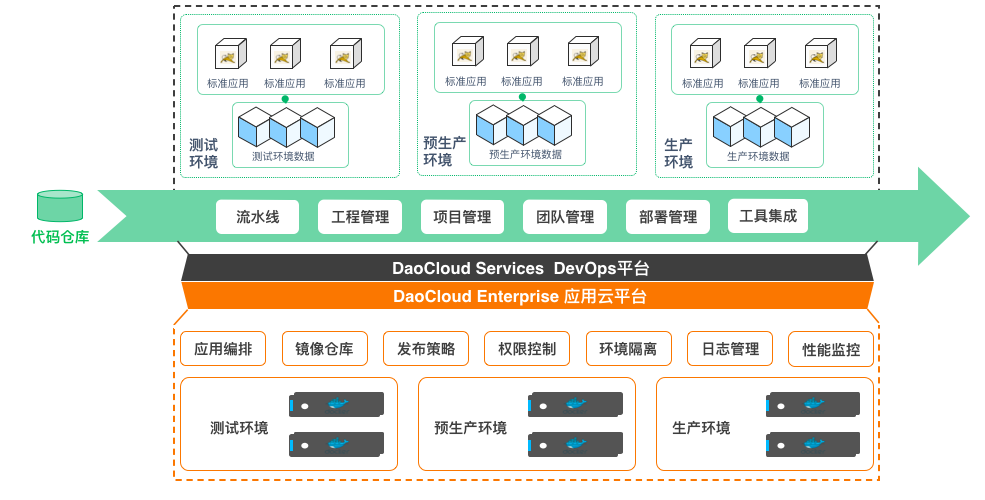 标准应用 标准应用 标准应用
测试环境数据
测试
环境
标准应用 标准应用 标准应用
预生产环境数据
预生产
环境
标准应用 标准应用 标准应用
生产环境数据
生产
环境
代码仓库
流水线 工程管理 项目管理 团队管理 部署管理 工具集成
DaoCloud Services DevOps平台
DaoCloud Enterprise 应用云平台
应用编排 镜像仓库 发布策略 权限控制 环境隔离 日志管理 性能监控
测试环境 预生产环境 生产环境